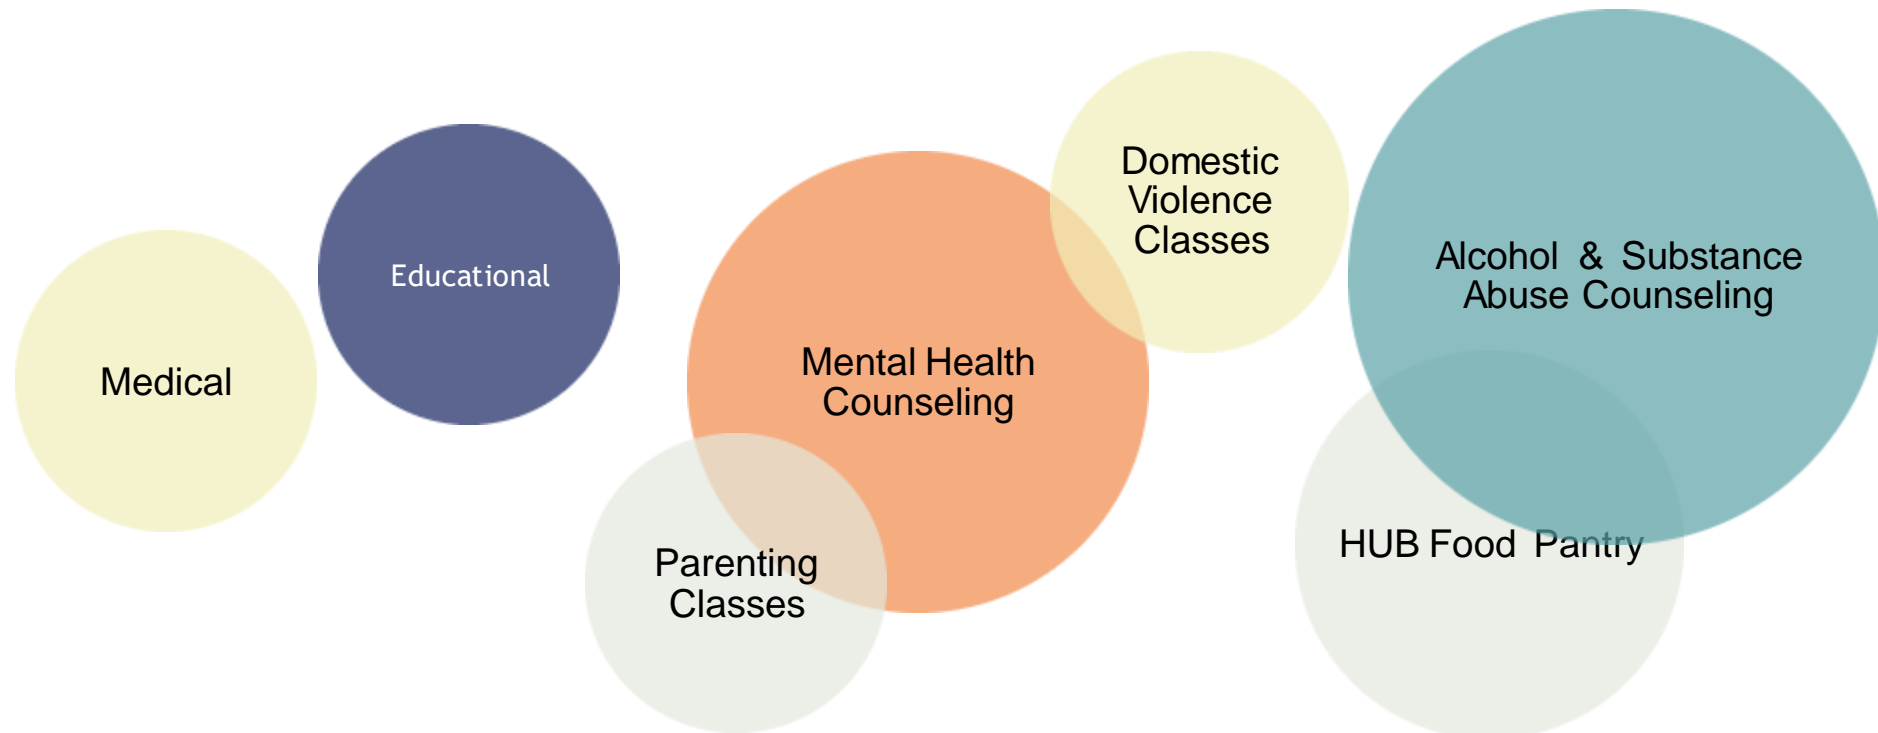 Medical
Educational
Parenting
Classes
Mental Health
Counseling
Domestic
Violence
Classes
Alcohol & Substance
Abuse Counseling
HUB Food Pantry